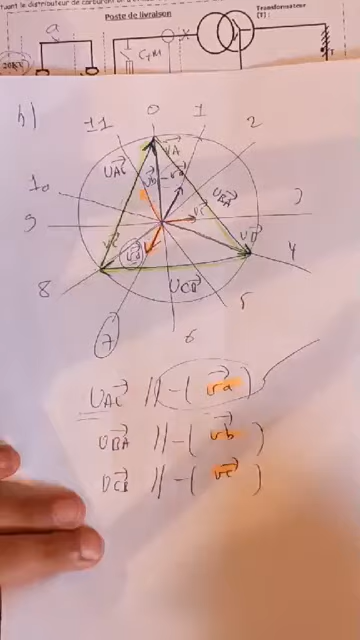 Poste de livraison
Transformateur
(T) :
20KV
a
h)
11
0
1
2
10
VA
UAC
UBA
9
3
VC
VB
4
8
UCB
5
7
6
UAC // -( va )
UBA // -( vb )
UCB // -( vc )